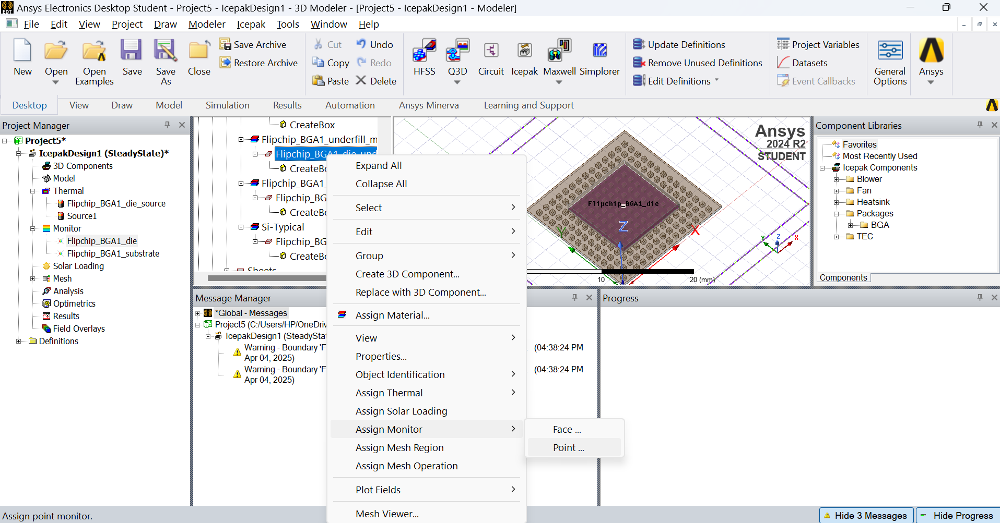 Ansys Electronics Desktop Student - Project5 - IcepakDesign1 - 3D Modeler - [Project5 - IcepakDesign1 - Modeler]
File Edit View Project Draw Modeler Icepak Tools Window Help
New
Open
Open Examples
Save
Save As
Close
Save Archive
Restore Archive
Cut
Copy
Paste
Undo
Redo
Delete
HFSS
Q3D
Circuit
Icepak
Maxwell
Simplorer
Update Definitions
Remove Unused Definitions
Edit Definitions
Project Variables
Datasets
Event Callbacks
General Options
Ansys
Desktop View Draw Model Simulation Results Automation Ansys Minerva Learning and Support
Project Manager
Project5*
IcepakDesign1 (SteadyState)*
3D Components
Model
Thermal
Flipchip_BGA1_die_source
Source1
Monitor
Flipchip_BGA1_die
Flipchip_BGA1_substrate
Solar Loading
Mesh
Analysis
Optimetrics
Results
Field Overlays
Definitions
CreateBox
Flipchip_BGA1_underfill_m
Flipchip_BGA1_die_und
CreateBo
Flipchip_BGA1_
Flipchip_BG
CreateBo
Si-Typical
Flipchip_BG
CreateBo
Sheets
Expand All
Collapse All
Select
Edit
Group
Create 3D Component...
Replace with 3D Component...
Assign Material...
View
Properties...
Object Identification
Assign Thermal
Assign Solar Loading
Assign Monitor
Assign Mesh Region
Assign Mesh Operation
Plot Fields
Mesh Viewer...
Face ...
Point ...
Ansys
2024 R2
STUDENT
Flipchip_BGA1_die
Z
Y
X
Y
Z
X
10
20 (mm)
Component Libraries
Favorites
Most Recently Used
Icepak Components
Blower
Fan
Heatsink
Packages
BGA
TEC
Components
Message Manager
*Global - Messages
Project5 (C:/Users/HP/OneDriv
IcepakDesign1 (SteadyStat
Warning - Boundary 'F
. (04:38:24 PM
Apr 04, 2025)
Warning - Boundary 'F
. (04:38:24 PM
Apr 04, 2025)
Progress
Assign point monitor.
Hide 3 Messages
Hide Progress